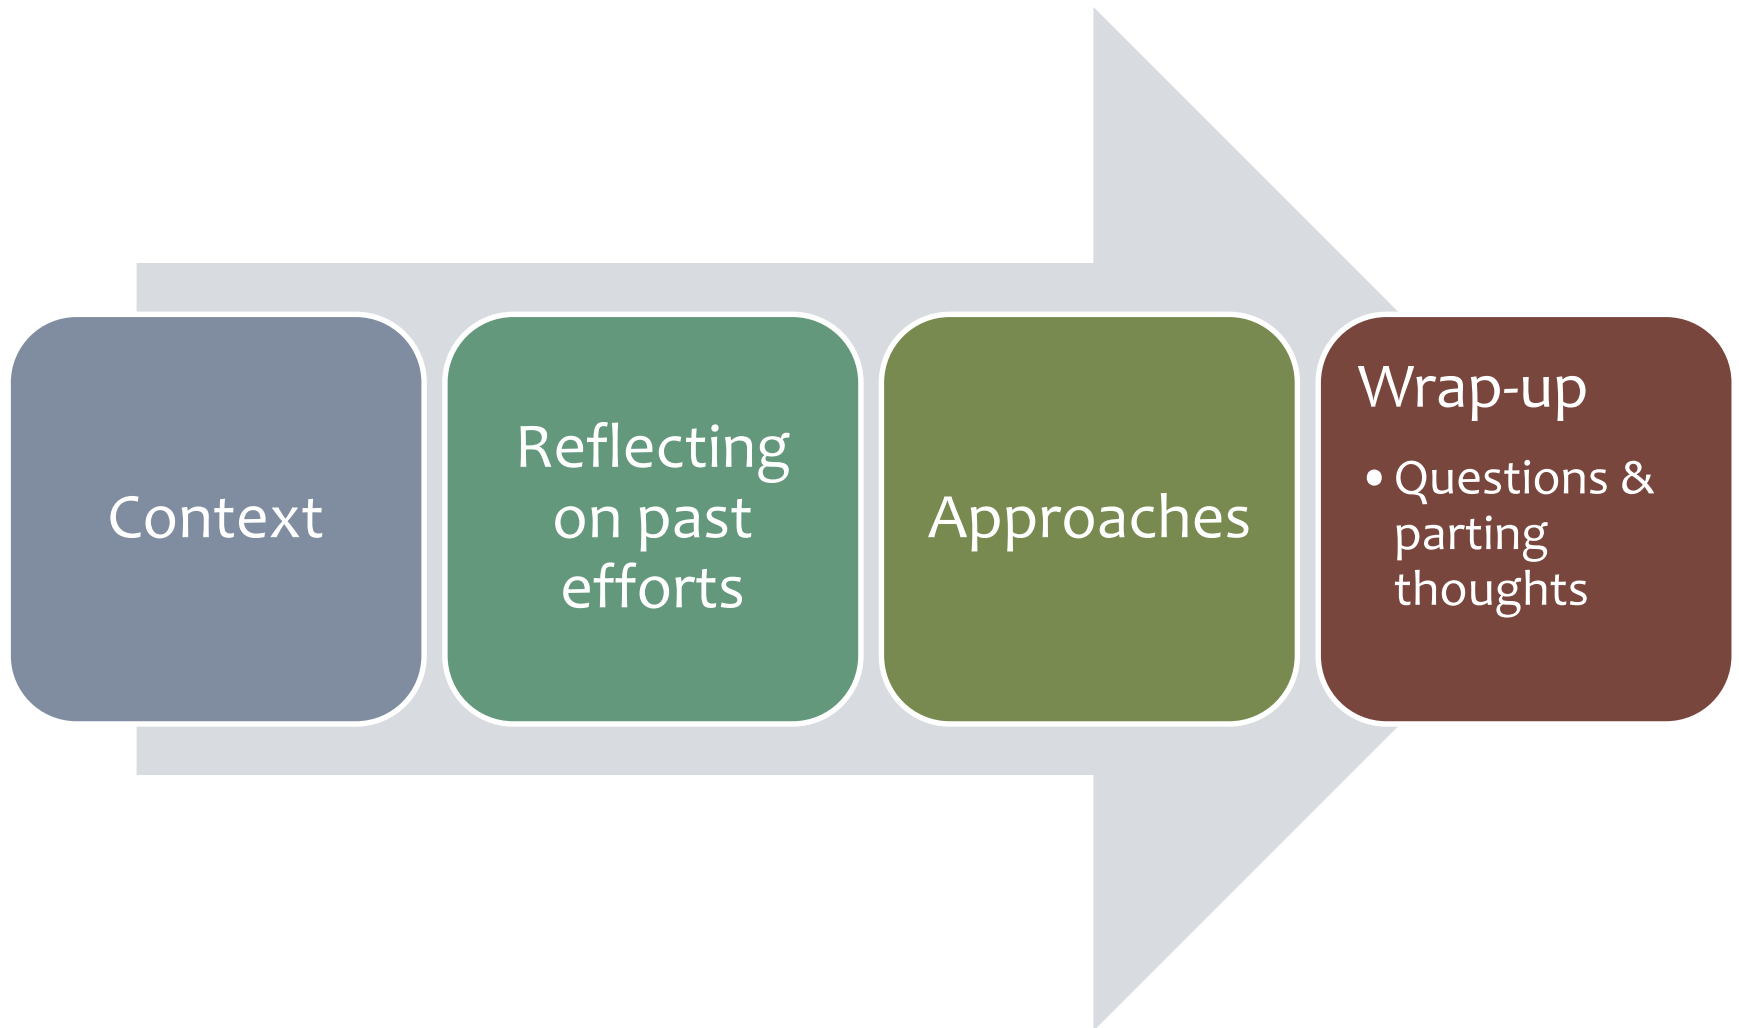 Context
Reflecting
on past
efforts
Approaches
Wrap-up
• Questions &
parting
thoughts